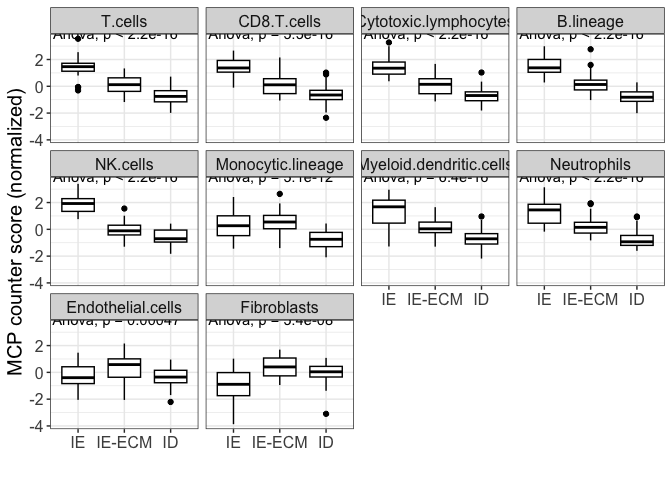 MCP counter score (normalized)
T.cells
CD8.T.cells
Cytotoxic.lymphocytes
B.lineage
Anova, p < 2.2e-16
Anova, p = 5.5e-16
Anova, p < 2.2e-16
Anova, p < 2.2e-16
2
0
-2
-4
NK.cells
Monocytic.lineage
Myeloid.dendritic.cells
Neutrophils
Anova, p < 2.2e-16
Anova, p = 5.1e-12
Anova, p = 6.4e-16
Anova, p < 2.2e-16
2
0
-2
-4
IE IE-ECM ID
IE IE-ECM ID
Endothelial.cells
Fibroblasts
Anova, p = 0.00047
Anova, p = 5.4e-08
2
0
-2
-4
IE IE-ECM ID
IE IE-ECM ID